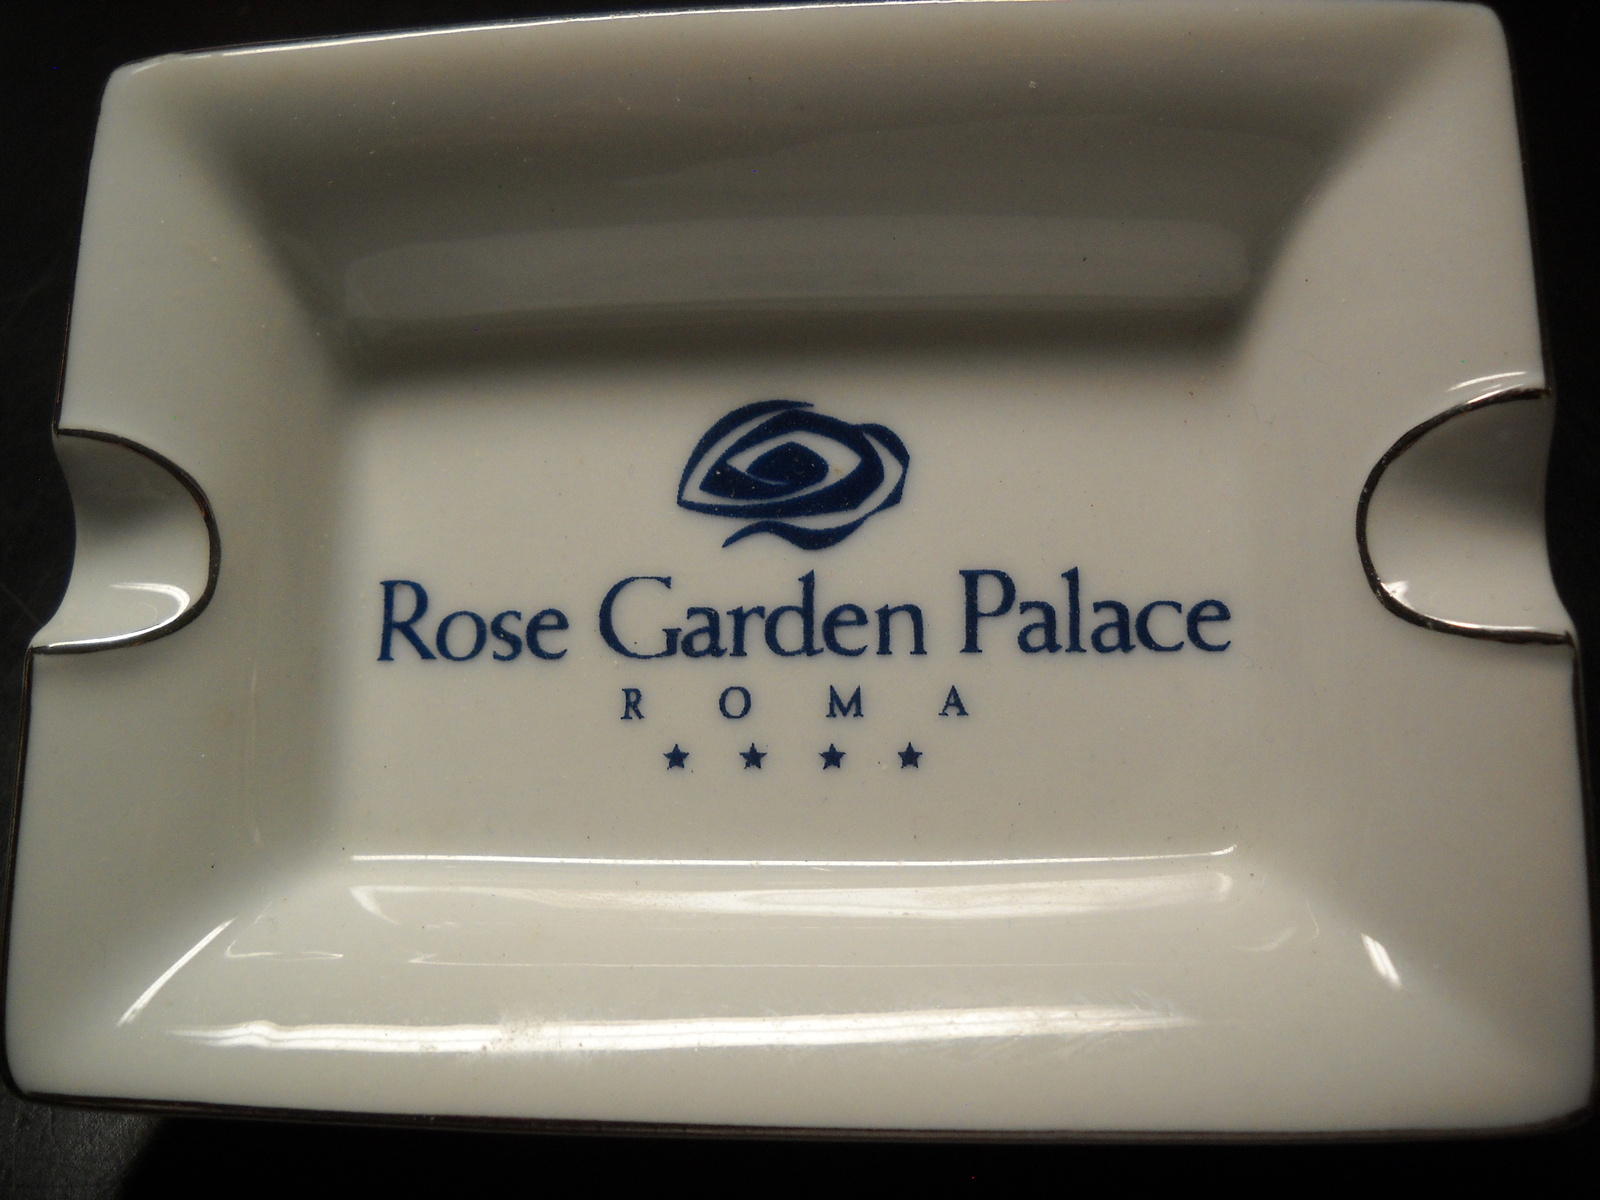 Rose Garden Palace
ROMA
★ ★ ★ ★